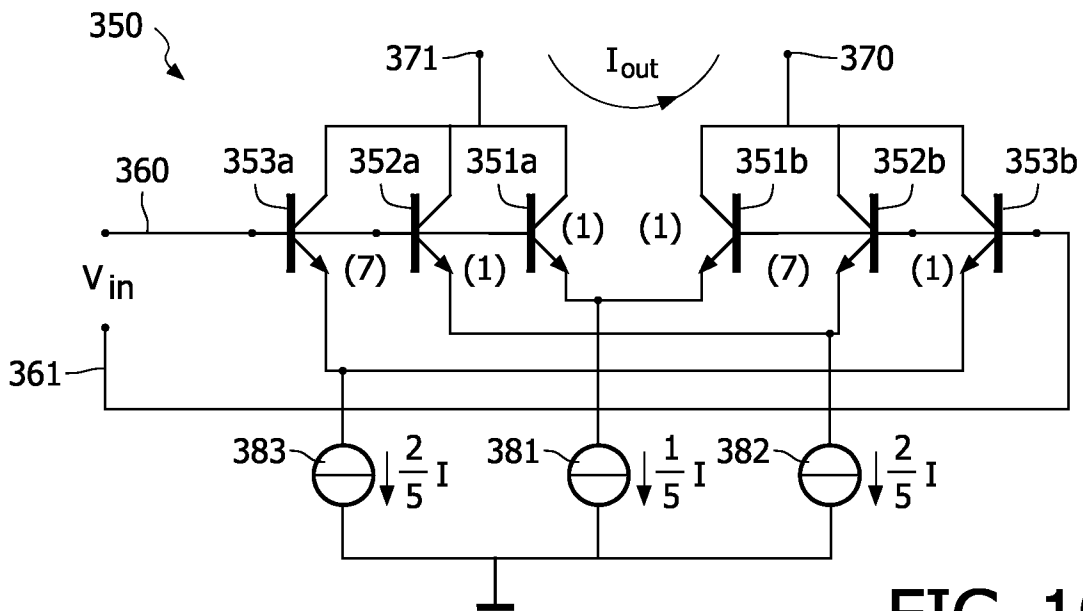 350
371
I_out
370
360
353a
352a
351a
351b
352b
353b
(1)
(1)
(7)
(1)
(7)
(1)
V_in
361
383
2/5 I
381
1/5 I
382
2/5 I
FIG.